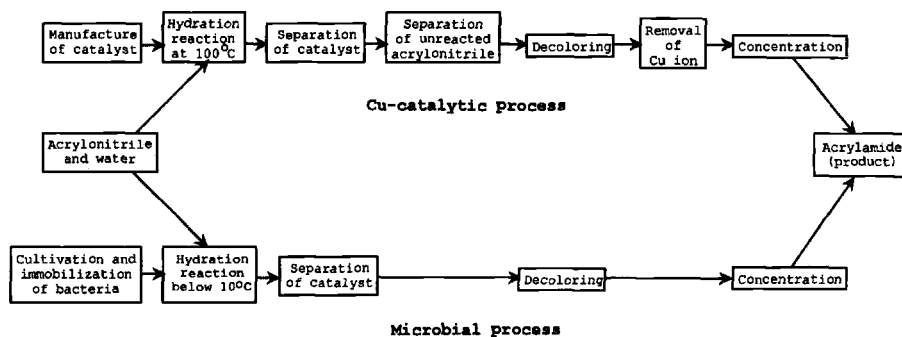 Manufacture
of catalyst
Hydration
reaction
at 100°C
Separation
of catalyst
Separation
of unreacted
acrylonitrile
Decoloring
Removal
of
Cu ion
Concentration
Cu-catalytic process
Acrylonitrile
and water
Acrylamide
(product)
Cultivation and
immobilization
of bacteria
Hydration
reaction
below 10°C
Separation
of catalyst
Decoloring
Concentration
Microbial process